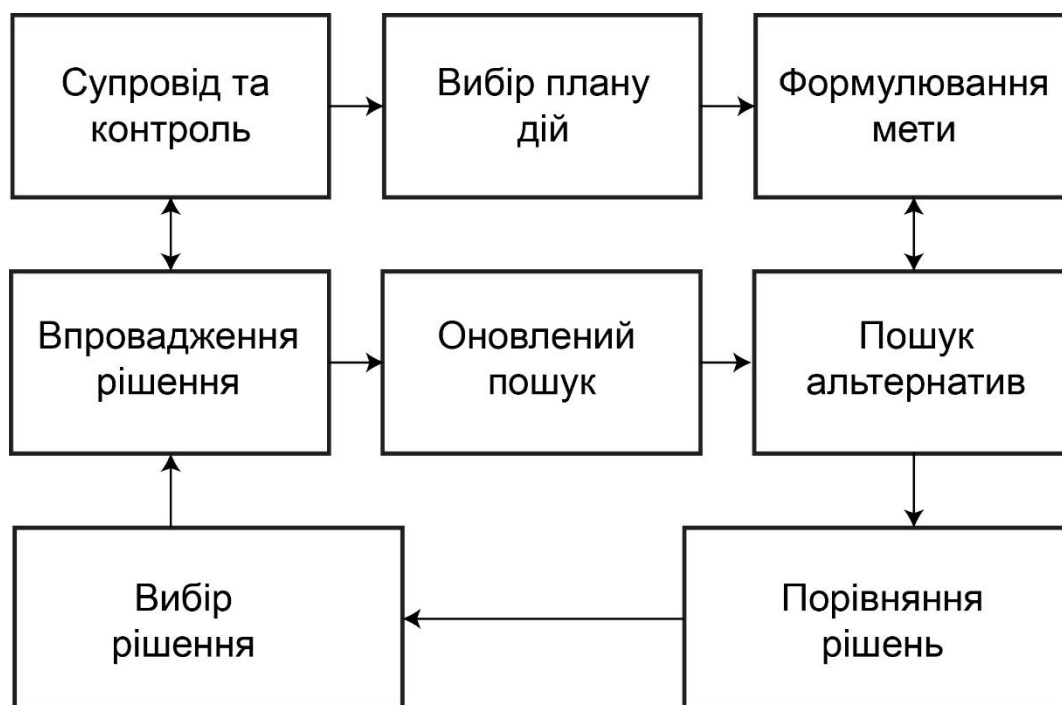 Супровід та
контроль
Вибір плану
дій
Формулювання
мети
Впровадження
рішення
Оновлений
пошук
Пошук
альтернатив
Вибір
рішення
Порівняння
рішень